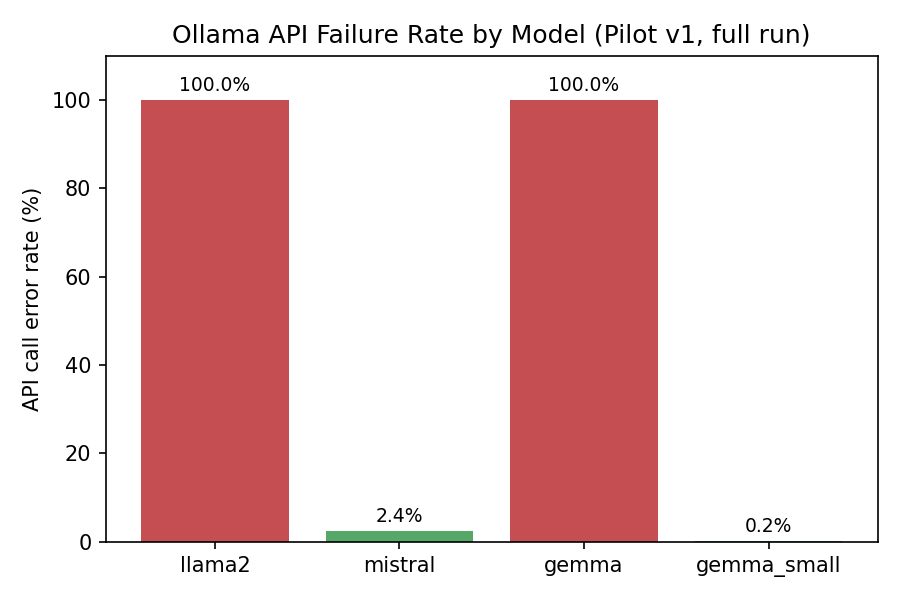 Ollama API Failure Rate by Model (Pilot v1, full run)
API call error rate (%)
100
80
60
40
20
0
100.0%
2.4%
100.0%
0.2%
llama2
mistral
gemma
gemma_small